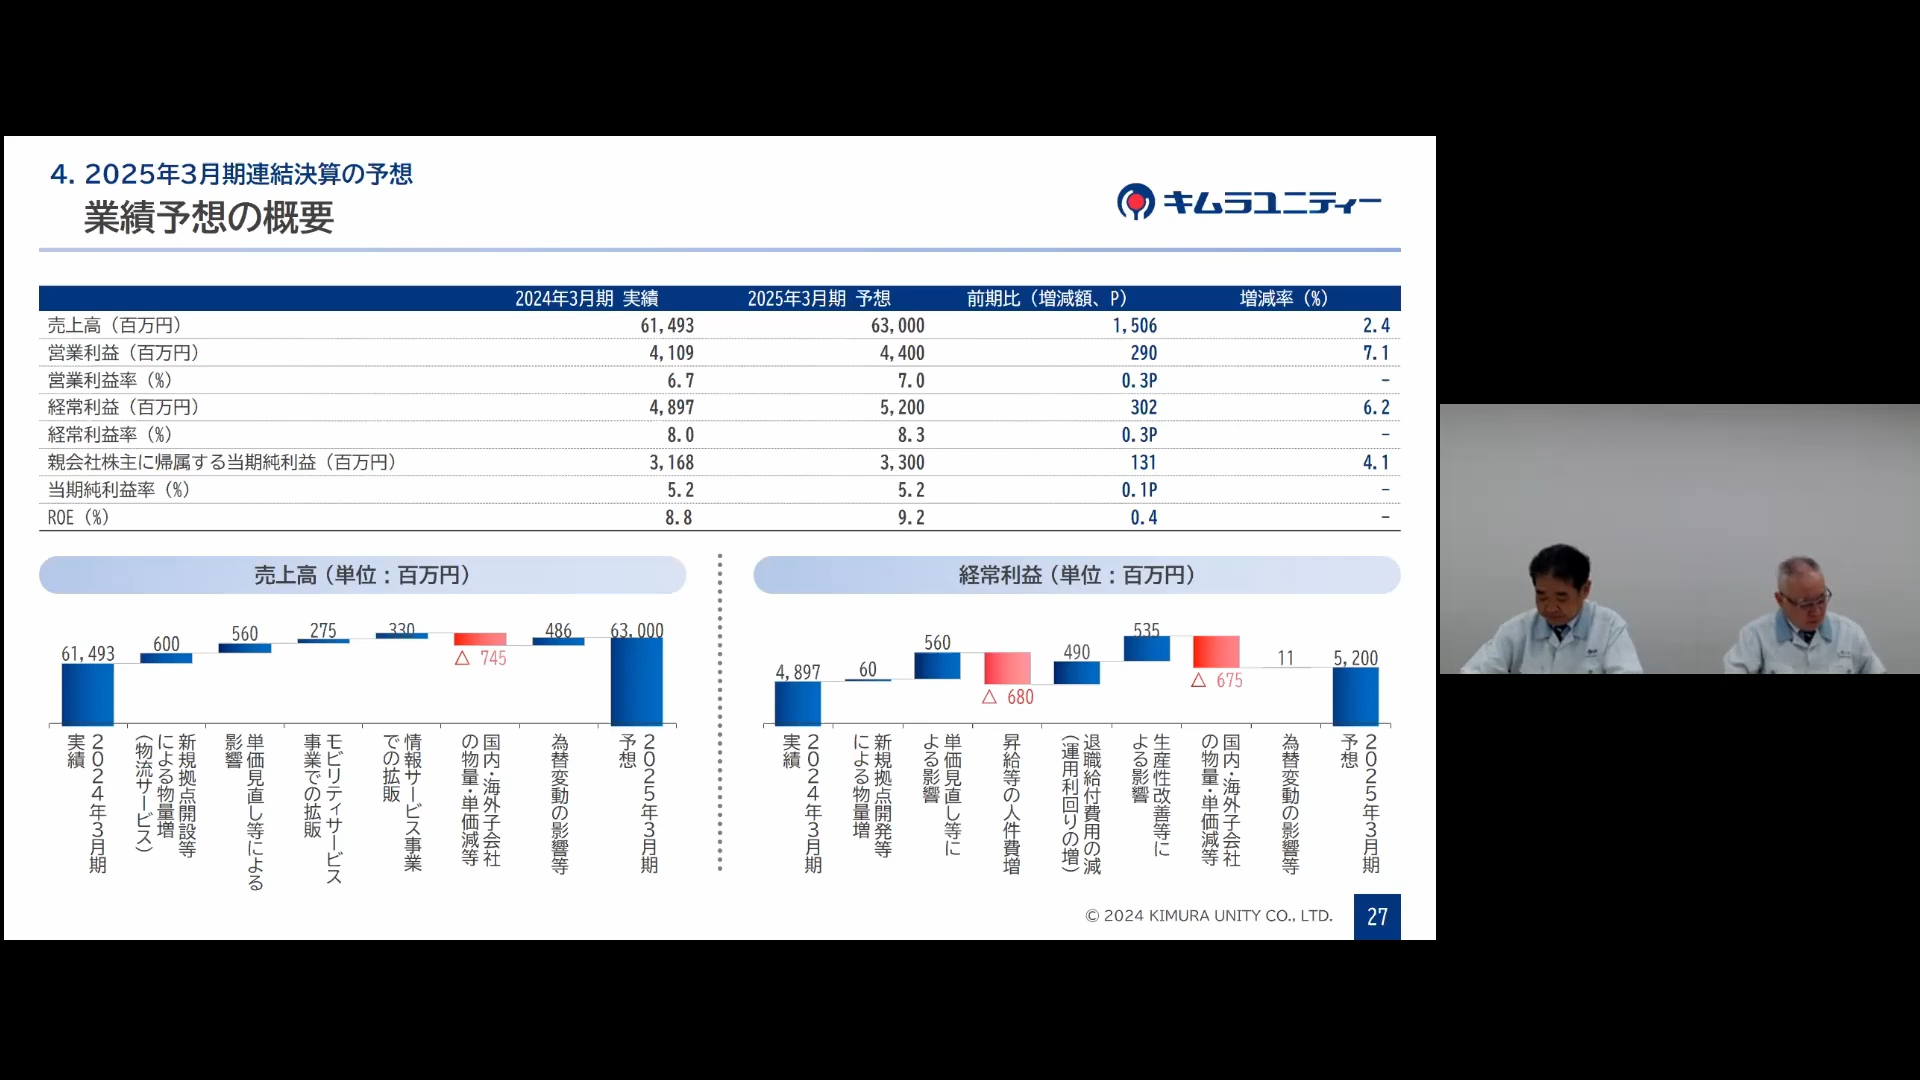 4. 2025年3月期連結決算の予想
業績予想の概要
キムラユニティー
2024年3月期 実績 2025年3月期 予想 前期比（増減額、P） 増減率（%）
売上高（百万円） 61,493 63,000 1,506 2.4
営業利益（百万円） 4,109 4,400 290 7.1
営業利益率（%） 6.7 7.0 0.3P －
経常利益（百万円） 4,897 5,200 302 6.2
経常利益率（%） 8.0 8.3 0.3P －
親会社株主に帰属する当期純利益（百万円） 3,168 3,300 131 4.1
当期純利益率（%） 5.2 5.2 0.1P －
ROE（%） 8.8 9.2 0.4 －
売上高（単位：百万円）
61,493
600
560
275
330
△ 745
486
63,000
2024年3月期
実績
新規拠点開設等
による物量増
（物流サービス）
単価見直し等による
影響
モビリティサービス
事業での拡販
情報サービス事業
での拡販
国内・海外子会社
の物量・単価減等
為替変動の影響等
2025年3月期
予想
経常利益（単位：百万円）
4,897
60
560
△ 680
490
535
△ 675
11
5,200
2024年3月期
実績
新規拠点開発等
による物量増
単価見直し等に
よる影響
昇給等の人件費増
退職給付費用の減
（運用利回りの増）
生産性改善等に
よる影響
国内・海外子会社
の物量・単価減等
為替変動の影響等
2025年3月期
予想
© 2024 KIMURA UNITY CO., LTD.
27